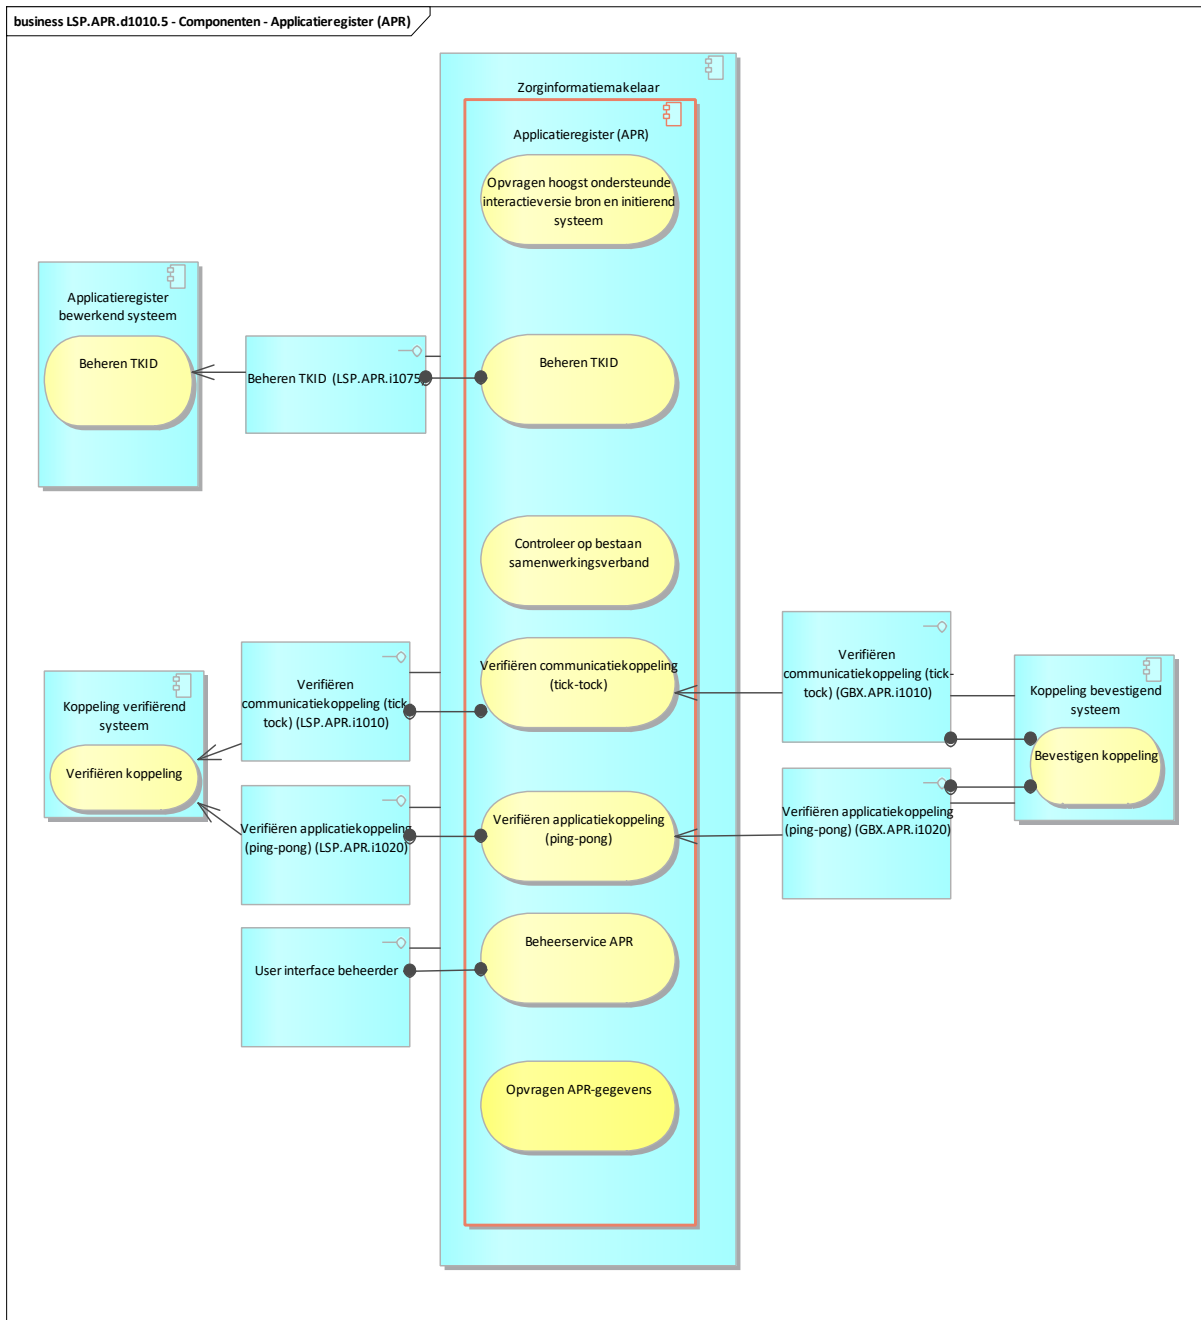 business LSP.APR.d1010.5 - Componenten - Applicatieregister (APR)
Zorginformatiemakelaar
Applicatieregister (APR)
Opvragen hoogst ondersteunde
interactieversie bron en initierend
systeem
Applicatieregister
bewerkend systeem
Beheren TKID
Beheren TKID (LSP.APR.i1075)
Beheren TKID
Controleer op bestaan
samenwerkingsverband
Verifiëren communicatiekoppeling
(tick-tock)
Verifiëren
communicatiekoppeling (tick-
tock) (GBX.APR.i1010)
Koppeling bevestigend
systeem
Bevestigen koppeling
Koppeling verifiërend
systeem
Verifiëren koppeling
Verifiëren
communicatiekoppeling (tick-
tock) (LSP.APR.i1010)
Verifiëren applicatiekoppeling
(ping-pong) (LSP.APR.i1020)
Verifiëren applicatiekoppeling
(ping-pong)
Verifiëren applicatiekoppeling
(ping-pong) (GBX.APR.i1020)
User interface beheerder
Beheerservice APR
Opvragen APR-gegevens